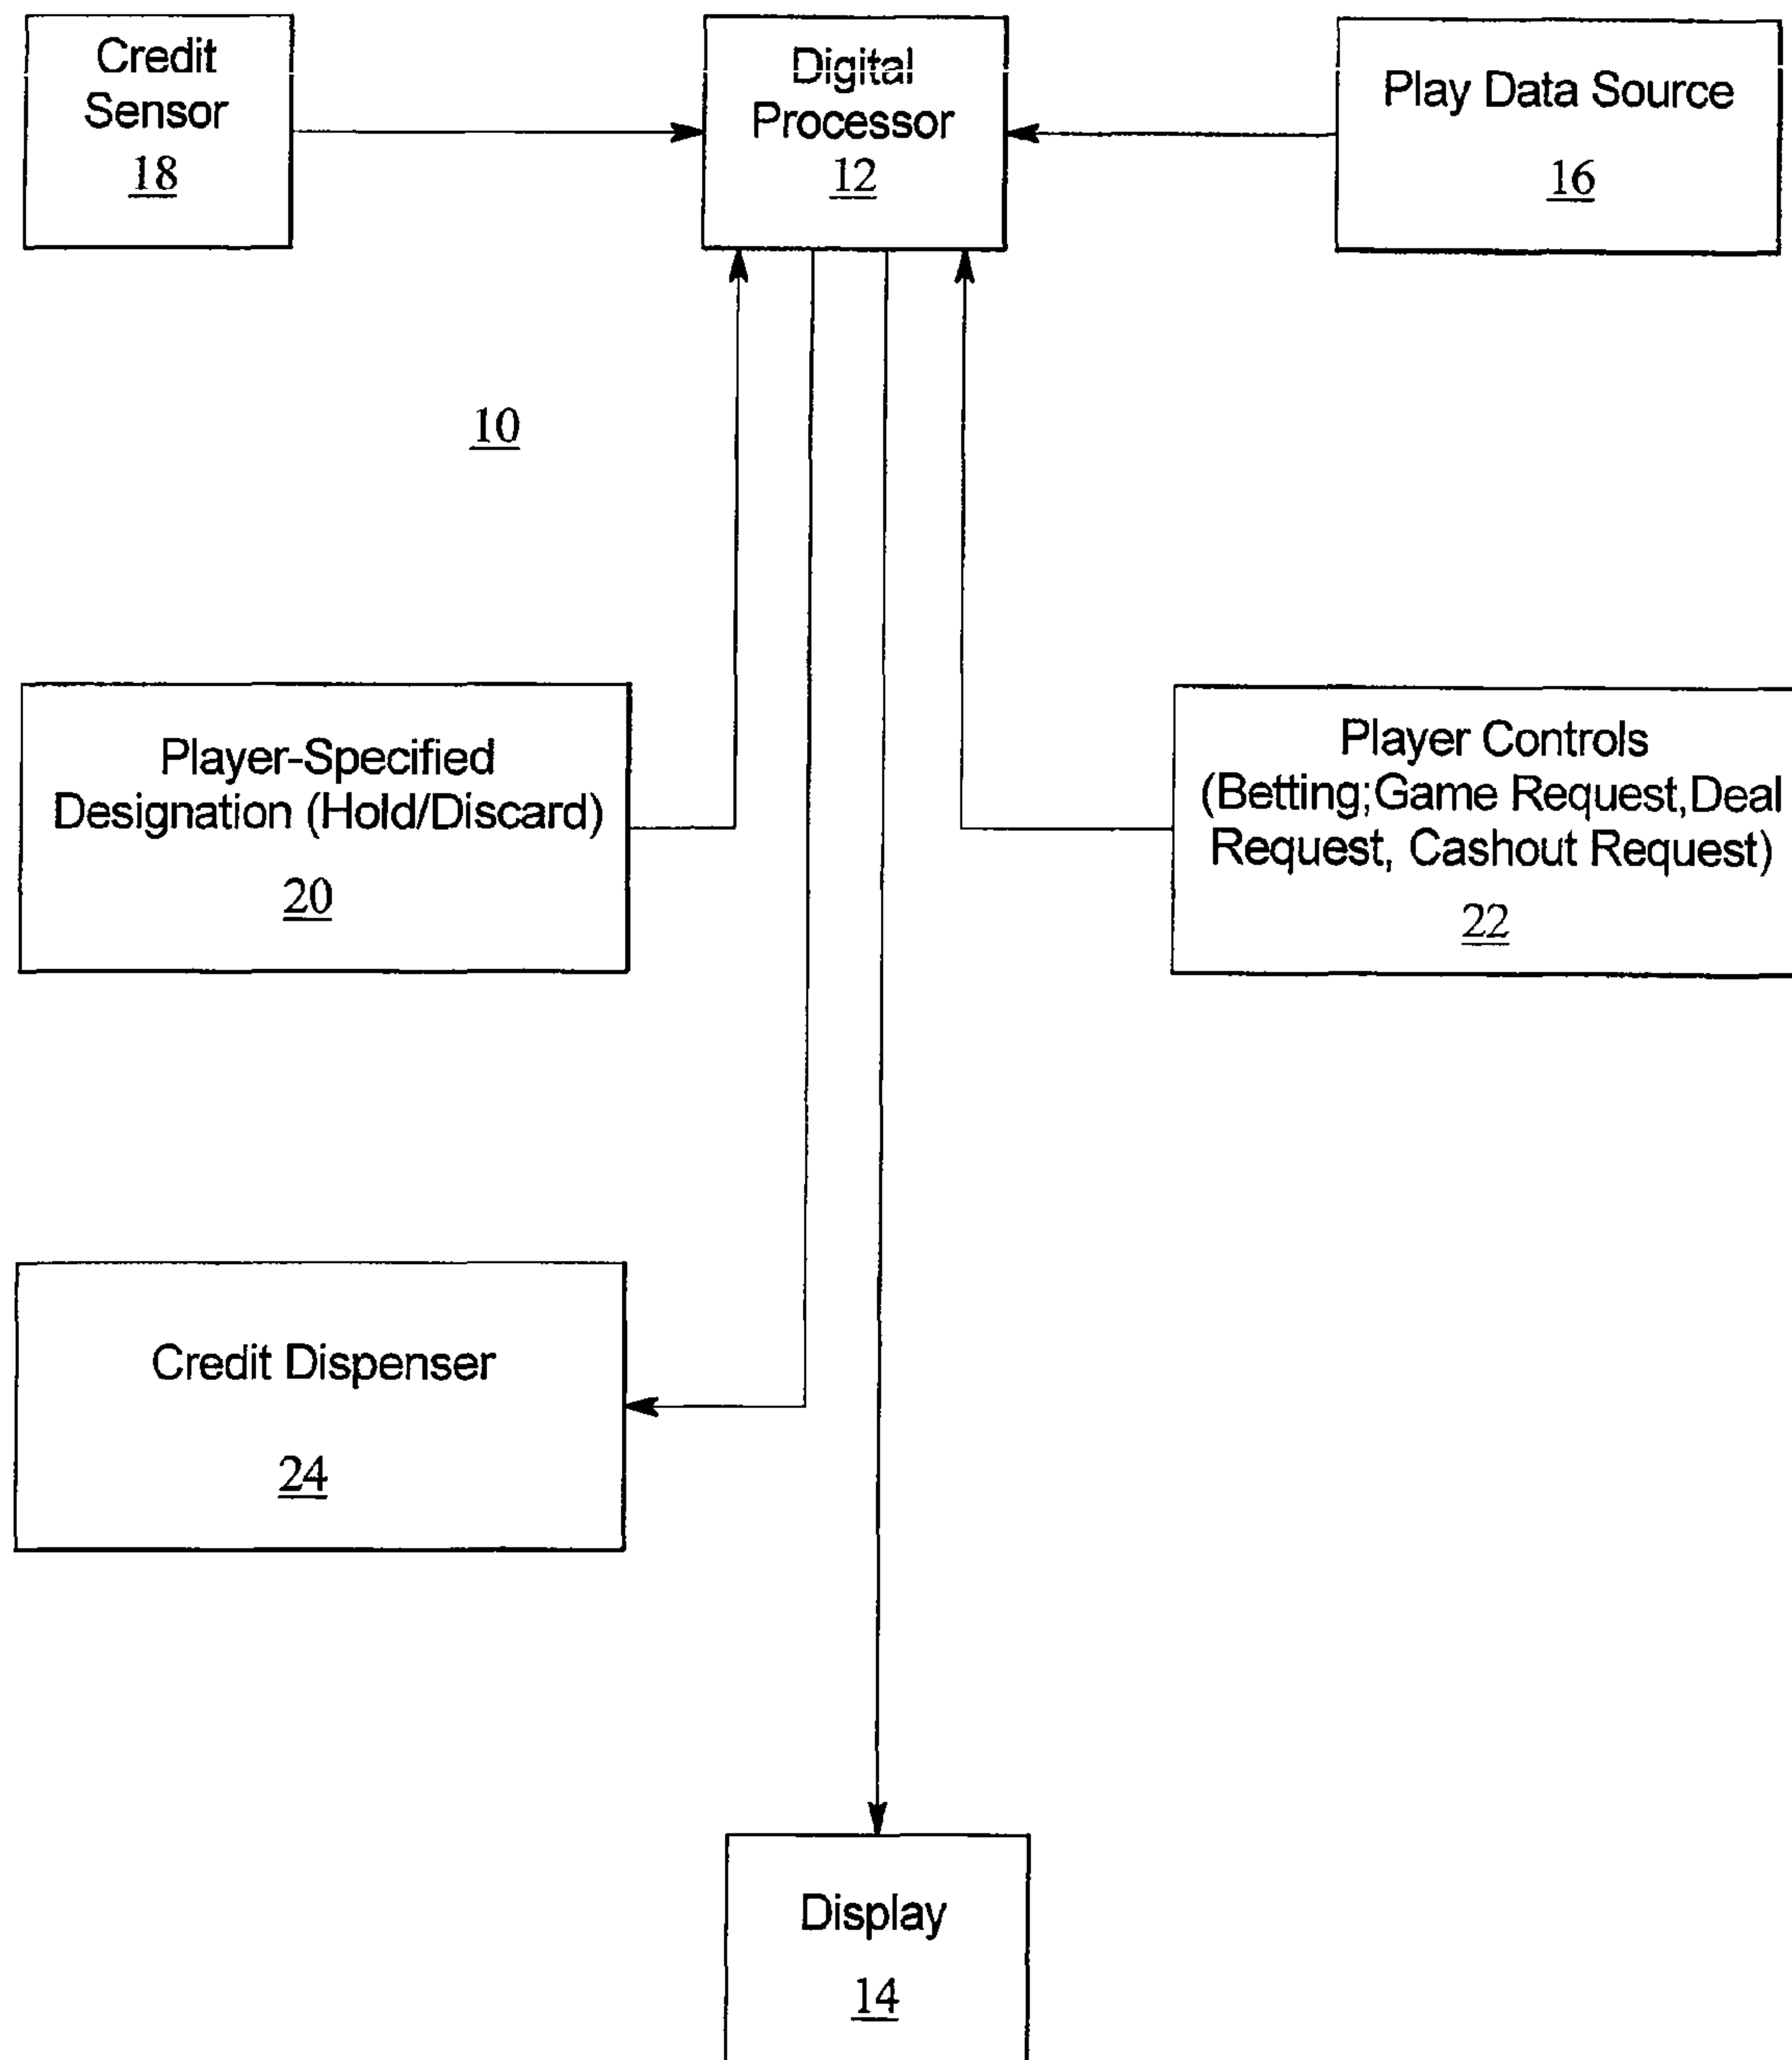 Credit
Sensor
18
Digital
Processor
12
Play Data Source
16
10
Player-Specified
Designation (Hold/Discard)
20
Player Controls
(Betting;Game Request,Deal
Request, Cashout Request)
22
Credit Dispenser
24
Display
14